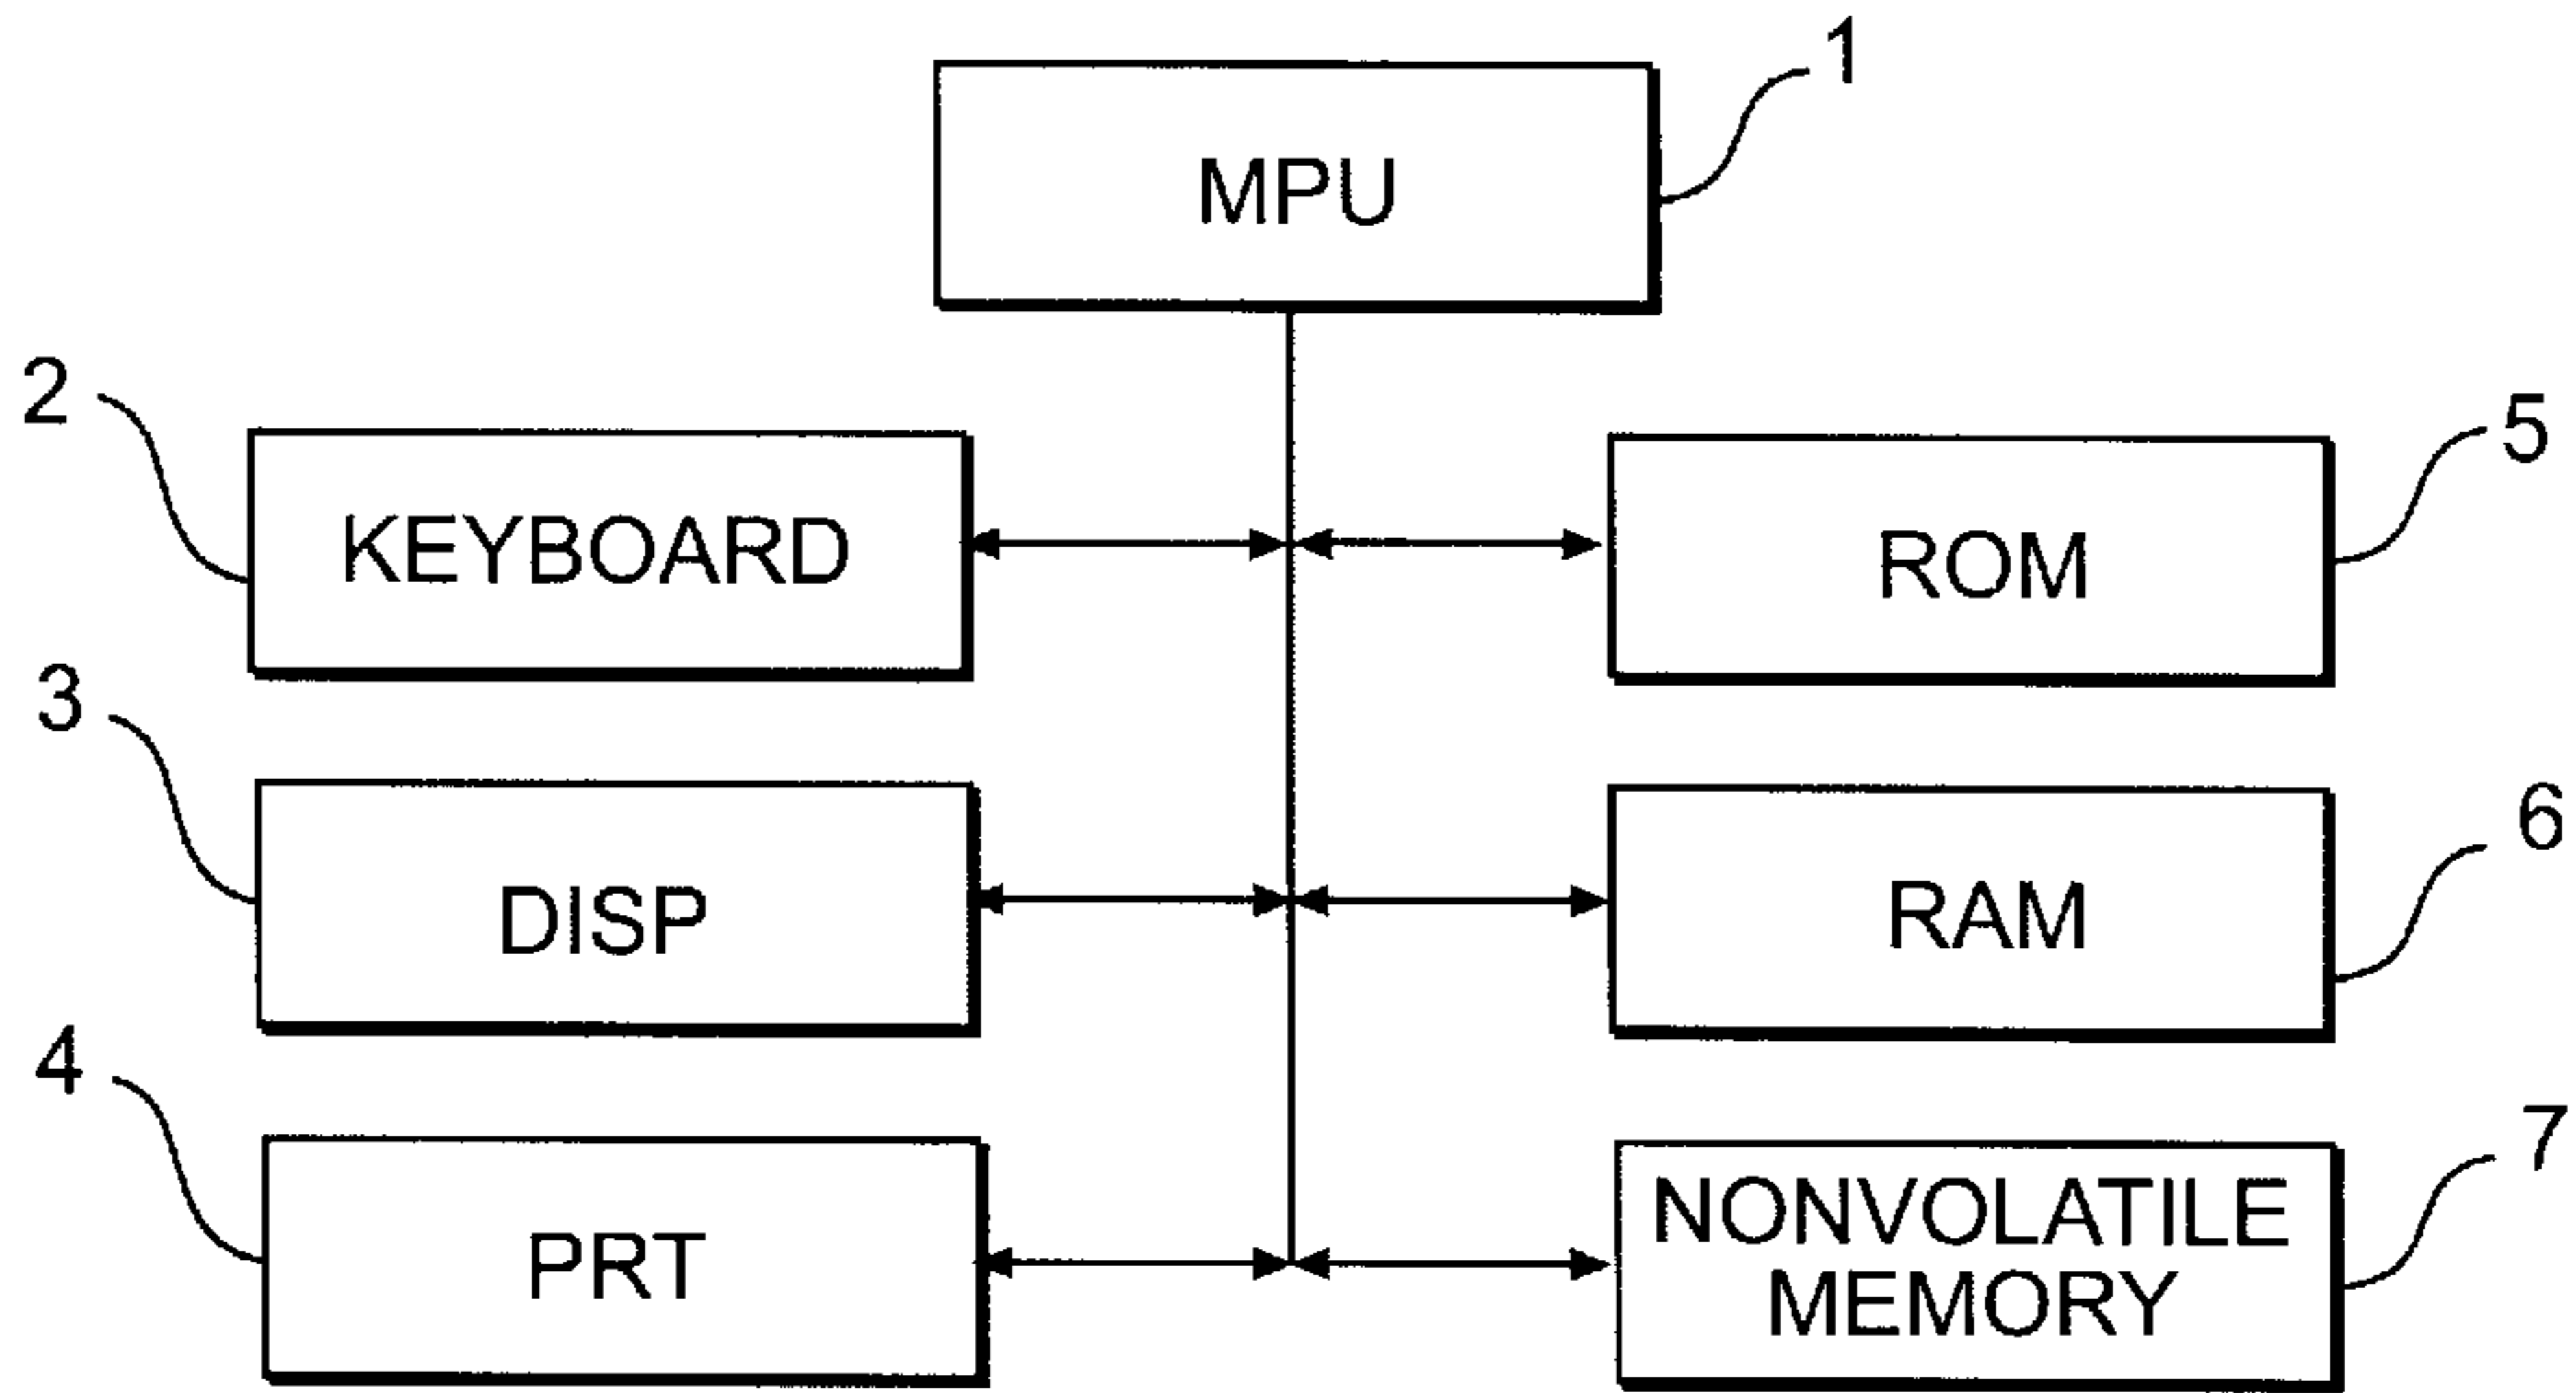 1
MPU
2
KEYBOARD
5
ROM
3
DISP
6
RAM
4
PRT
7
NONVOLATILE
MEMORY